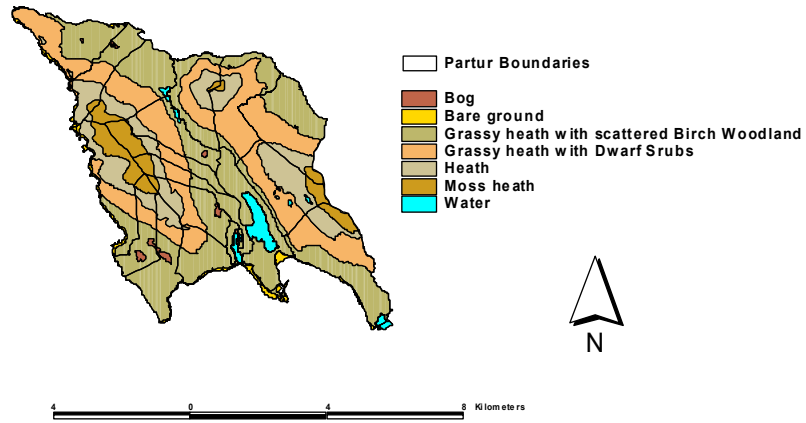 Partur Boundaries
Bog
Bare ground
Grassy heath with scattered Birch Woodland
Grassy heath with Dwarf Srubs
Heath
Moss heath
Water
N
4 0 4 8 Kilometers